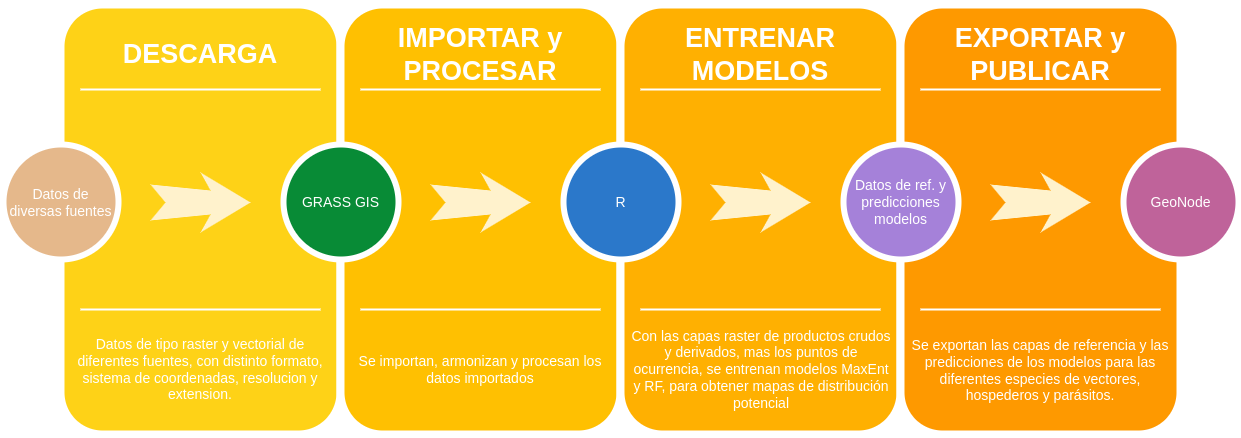 DESCARGA
IMPORTAR y
PROCESAR
ENTRENAR
MODELOS
EXPORTAR y
PUBLICAR
Datos de
diversas fuentes
GRASS GIS
R
Datos de ref. y
predicciones
modelos
GeoNode
Datos de tipo raster y vectorial de
diferentes fuentes, con distinto formato,
sistema de coordenadas, resolucion y
extension.
Se importan, armonizan y procesan los
datos importados
Con las capas raster de productos crudos
y derivados, mas los puntos de
ocurrencia, se entrenan modelos MaxEnt
y RF, para obtener mapas de distribución
potencial
Se exportan las capas de referencia y las
predicciones de los modelos para las
diferentes especies de vectores,
hospederos y parásitos.